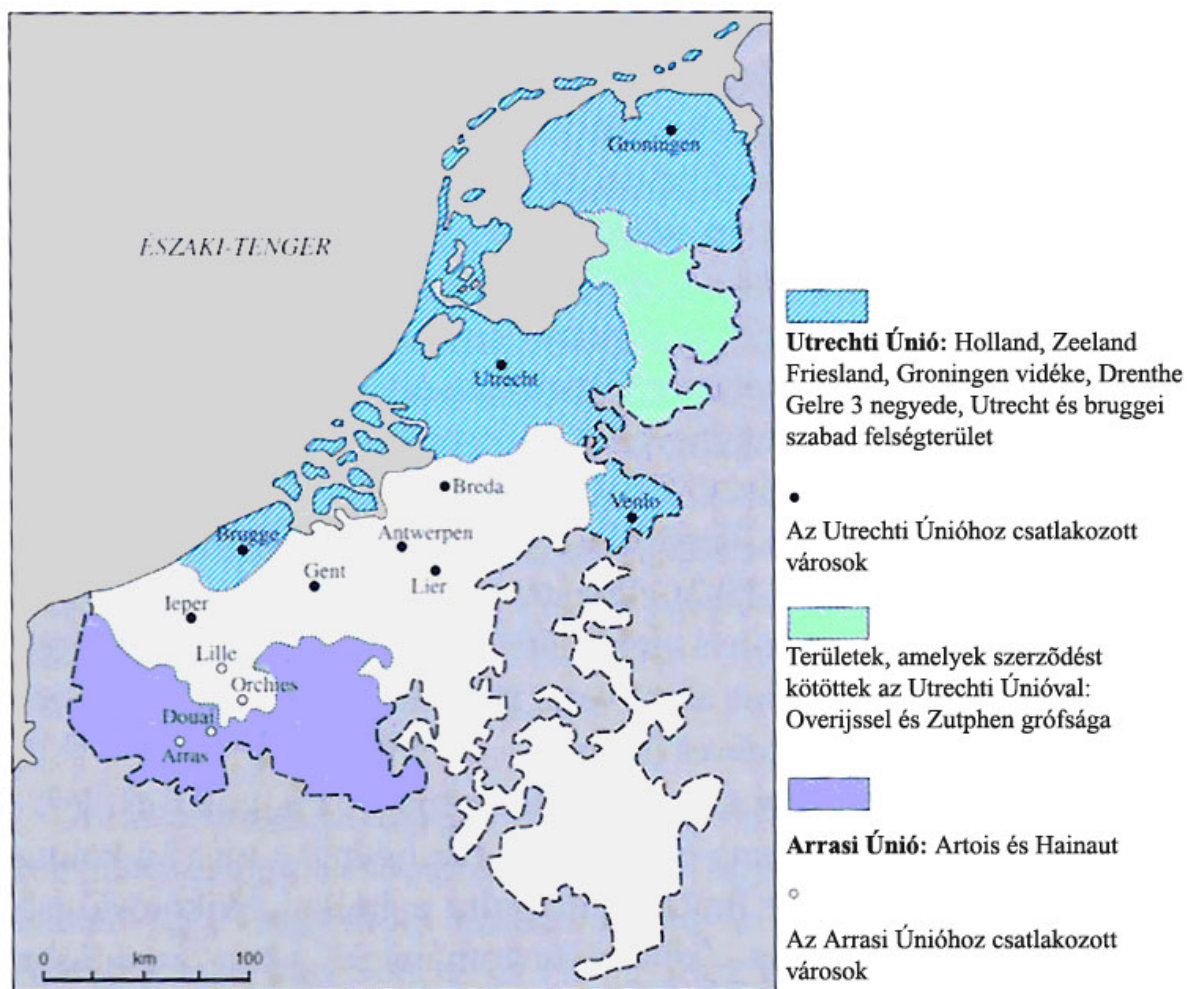 Groningen
ÉSZAKI-TENGER
Utrecht
Breda
Venlo
Brugge
Antwerpen
Gent
Lier
Ieper
Lille
Orchies
Douai
Arras
0 km 100
Utrechti Únió: Holland, Zeeland
Friesland, Groningen vidéke, Drenthe
Gelre 3 negyede, Utrecht és bruggei
szabad felségterület
Az Utrechti Únióhoz csatlakozott
városok
Területek, amelyek szerzõdést
kötöttek az Utrechti Únióval:
Overijssel és Zutphen grófsága
Arrasi Únió: Artois és Hainaut
Az Arrasi Únióhoz csatlakozott
városok